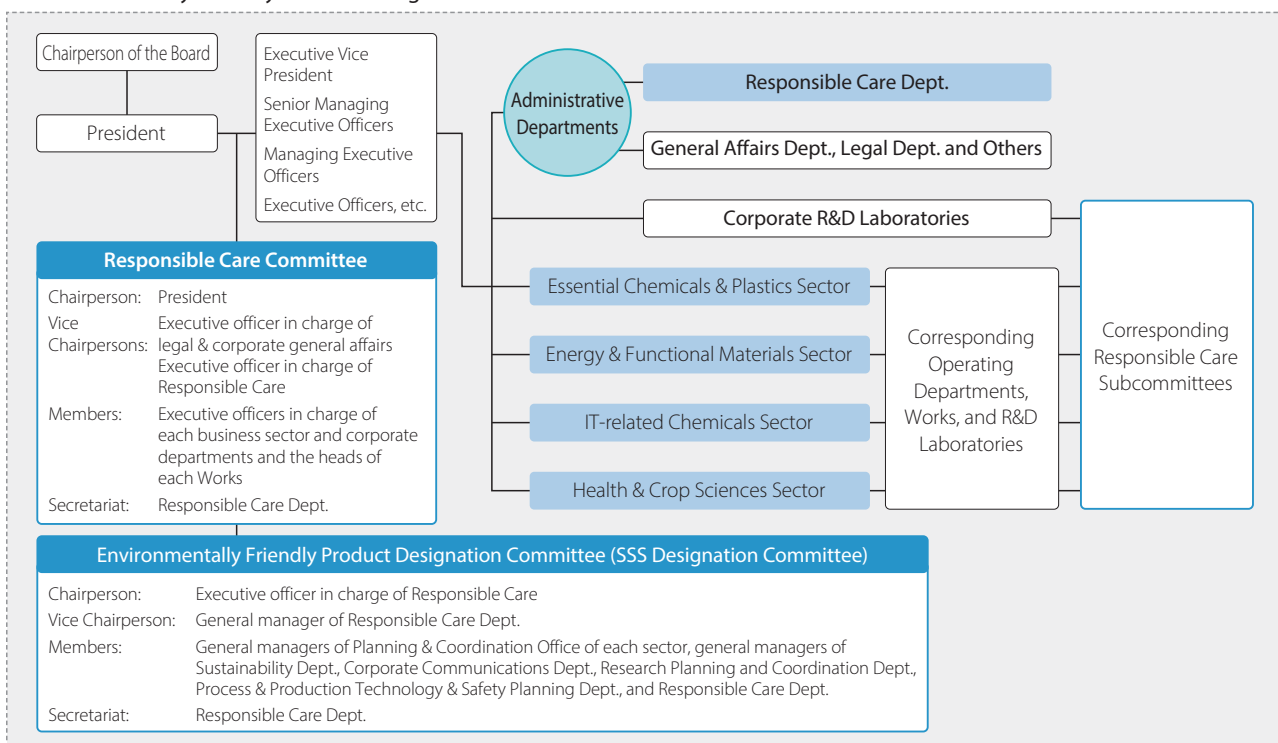 Chairperson of the Board
President
Executive Vice
President
Senior Managing
Executive Officers
Managing Executive
Officers
Executive Officers, etc.
Administrative
Departments
Responsible Care Dept.
General Affairs Dept., Legal Dept. and Others
Corporate R&D Laboratories
Essential Chemicals & Plastics Sector
Energy & Functional Materials Sector
IT-related Chemicals Sector
Health & Crop Sciences Sector
Corresponding
Operating
Departments,
Works, and R&D
Laboratories
Corresponding
Responsible Care
Subcommittees
Responsible Care Committee
Chairperson: President
Vice Executive officer in charge of
Chairpersons: legal & corporate general affairs
Executive officer in charge of
Responsible Care
Members: Executive officers in charge of
each business sector and corporate
departments and the heads of
each Works
Secretariat: Responsible Care Dept.
Environmentally Friendly Product Designation Committee (SSS Designation Committee)
Chairperson: Executive officer in charge of Responsible Care
Vice Chairperson: General manager of Responsible Care Dept.
Members: General managers of Planning & Coordination Office of each sector, general managers of
Sustainability Dept., Corporate Communications Dept., Research Planning and Coordination Dept.,
Process & Production Technology & Safety Planning Dept., and Responsible Care Dept.
Secretariat: Responsible Care Dept.